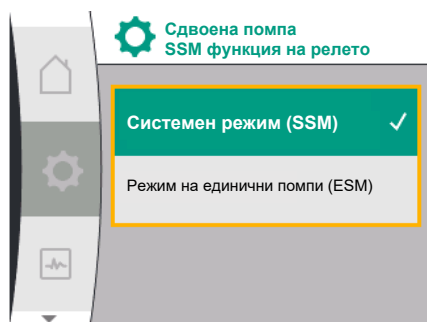 Сдвоена помпа
SSM функция на релето
Системен режим (SSM)
Режим на единични помпи (ESM)